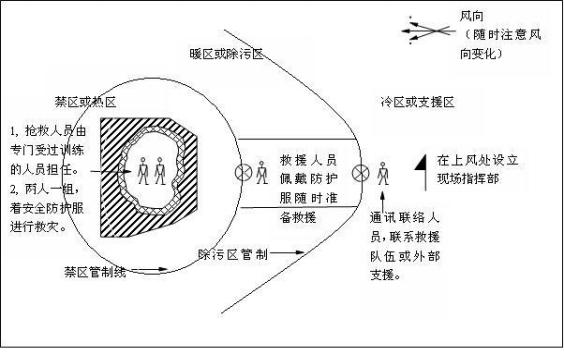 风向
（随时注意风
向变化）
暖区或除污区
禁区或热区
冷区或支援区
1, 抢救人员由
专门受过训练
的人员担任。
2, 两人一组，
着安全防护服
进行救灾。
救援人员
佩戴防护
服随时准
备救援
在上风处设立
现场指挥部
通讯联络人
员，联系救援
队伍或外部
支援。
除污区管制
禁区管制线